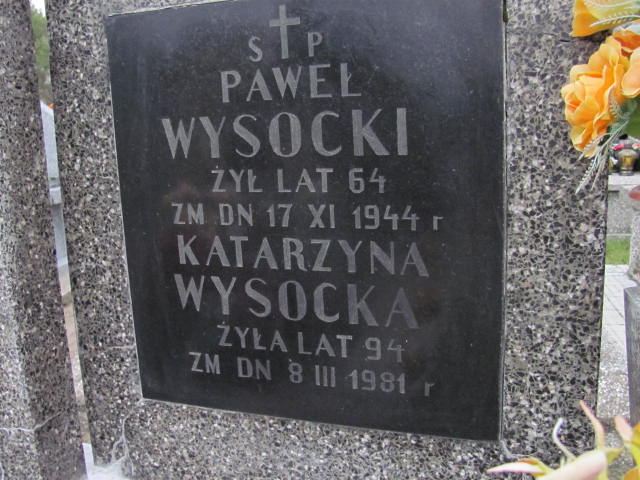 S P
PAWEŁ
WYSOCKI
ŻYŁ LAT 64
ZM DN 17 XI 1944 r
KATARZYNA
WYSOCKA
ŻYŁA LAT 94
ZM DN 8 III 1981 r